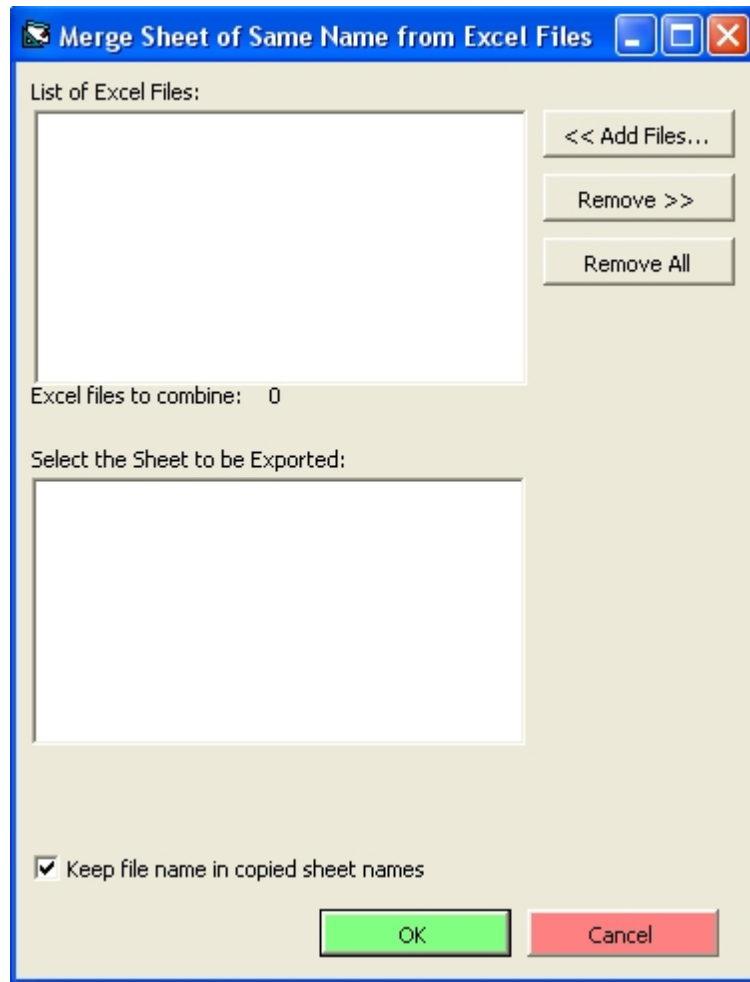 Merge Sheet of Same Name from Excel Files
List of Excel Files:
<< Add Files...
Remove >>
Remove All
Excel files to combine: 0
Select the Sheet to be Exported:
Keep file name in copied sheet names
OK
Cancel